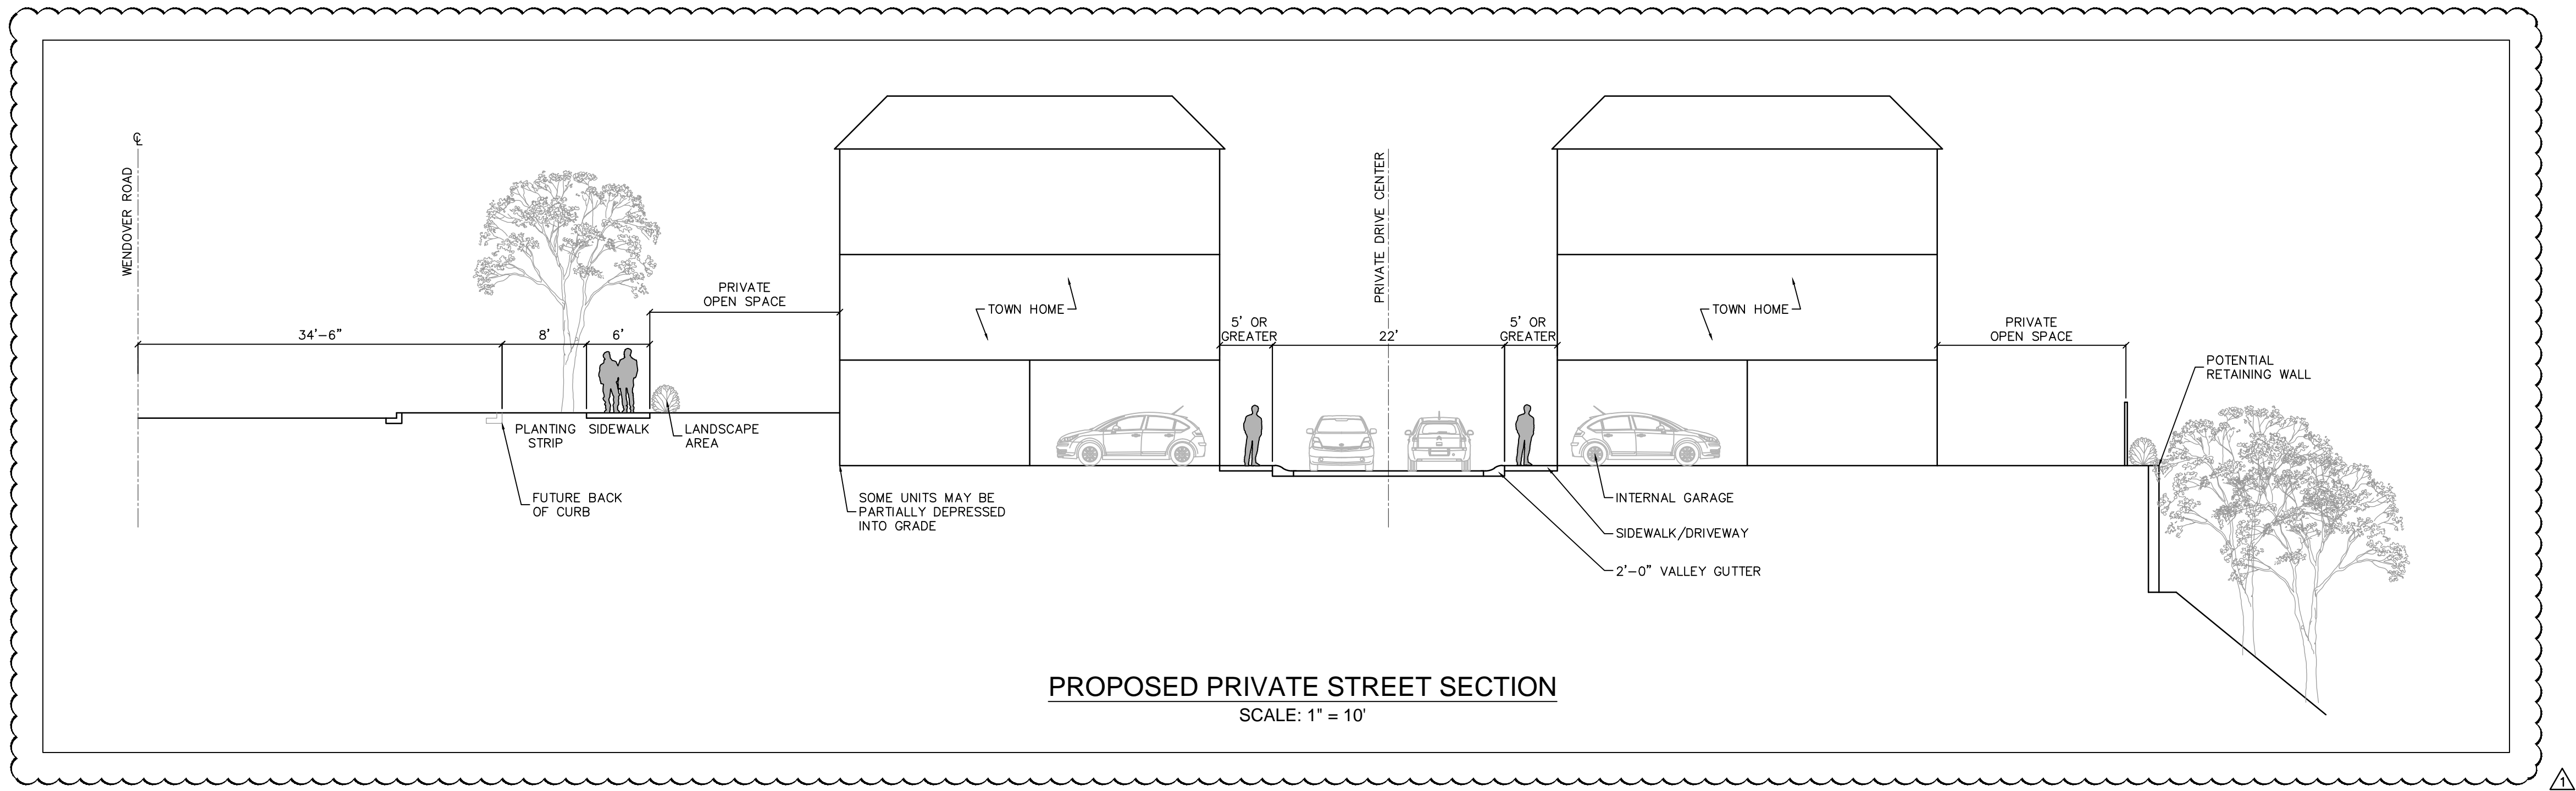 ℄
WENDOVER ROAD
34'-6"
8'
6'
PRIVATE
OPEN SPACE
PLANTING
STRIP
SIDEWALK
LANDSCAPE
AREA
FUTURE BACK
OF CURB
SOME UNITS MAY BE
PARTIALLY DEPRESSED
INTO GRADE
TOWN HOME
5' OR
GREATER
PRIVATE DRIVE CENTER
22'
5' OR
GREATER
TOWN HOME
INTERNAL GARAGE
SIDEWALK/DRIVEWAY
2'-0" VALLEY GUTTER
PRIVATE
OPEN SPACE
POTENTIAL
RETAINING WALL
PROPOSED PRIVATE STREET SECTION
SCALE: 1" = 10'
1